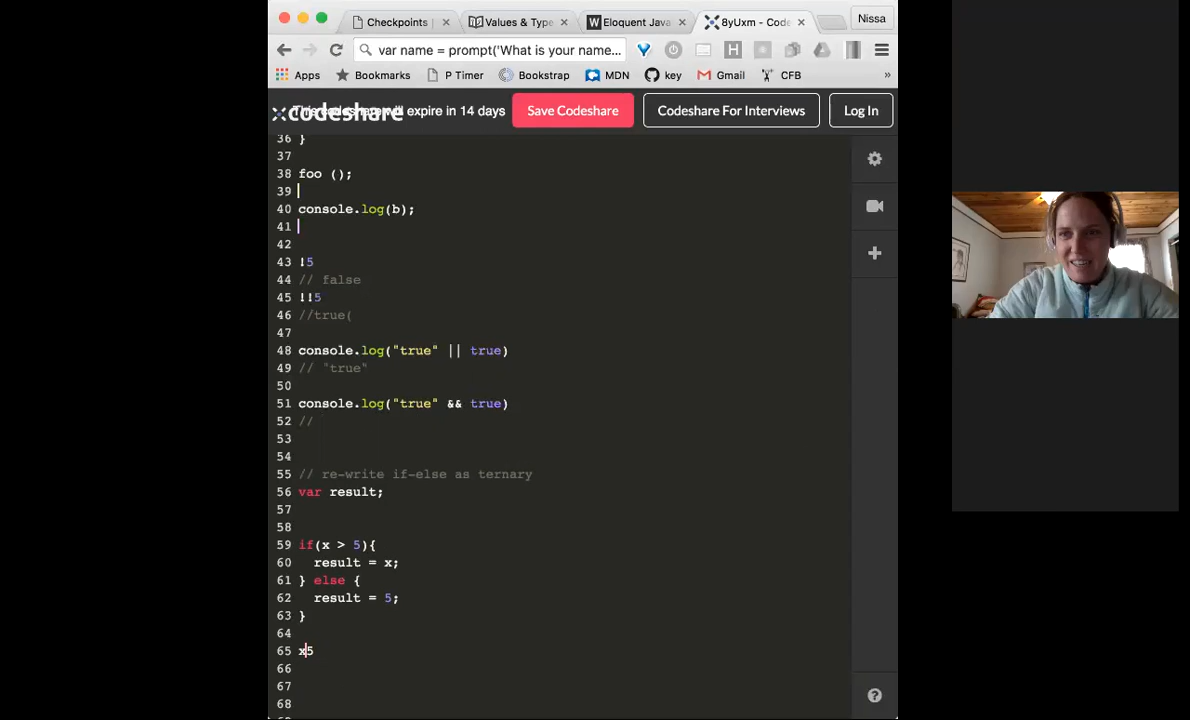 Checkpoints |
Values & Type
Eloquent Java
8yUxm - Code
Nissa
var name = prompt('What is your name...
Apps
Bookmarks
P Timer
Bookstrap
MDN
key
Gmail
CFB
»
codeshare
This codeshare will expire in 14 days
Save Codeshare
Codeshare For Interviews
Log In
36 }
37
38 foo ();
39
40 console.log(b);
41
42
43 !5
44 // false
45 !!5
46 //true(
47
48 console.log("true" || true)
49 // "true"
50
51 console.log("true" && true)
52 //
53
54
55 // re-write if-else as ternary
56 var result;
57
58
59 if(x > 5){
60 result = x;
61 } else {
62 result = 5;
63 }
64
65 x5
66
67
68